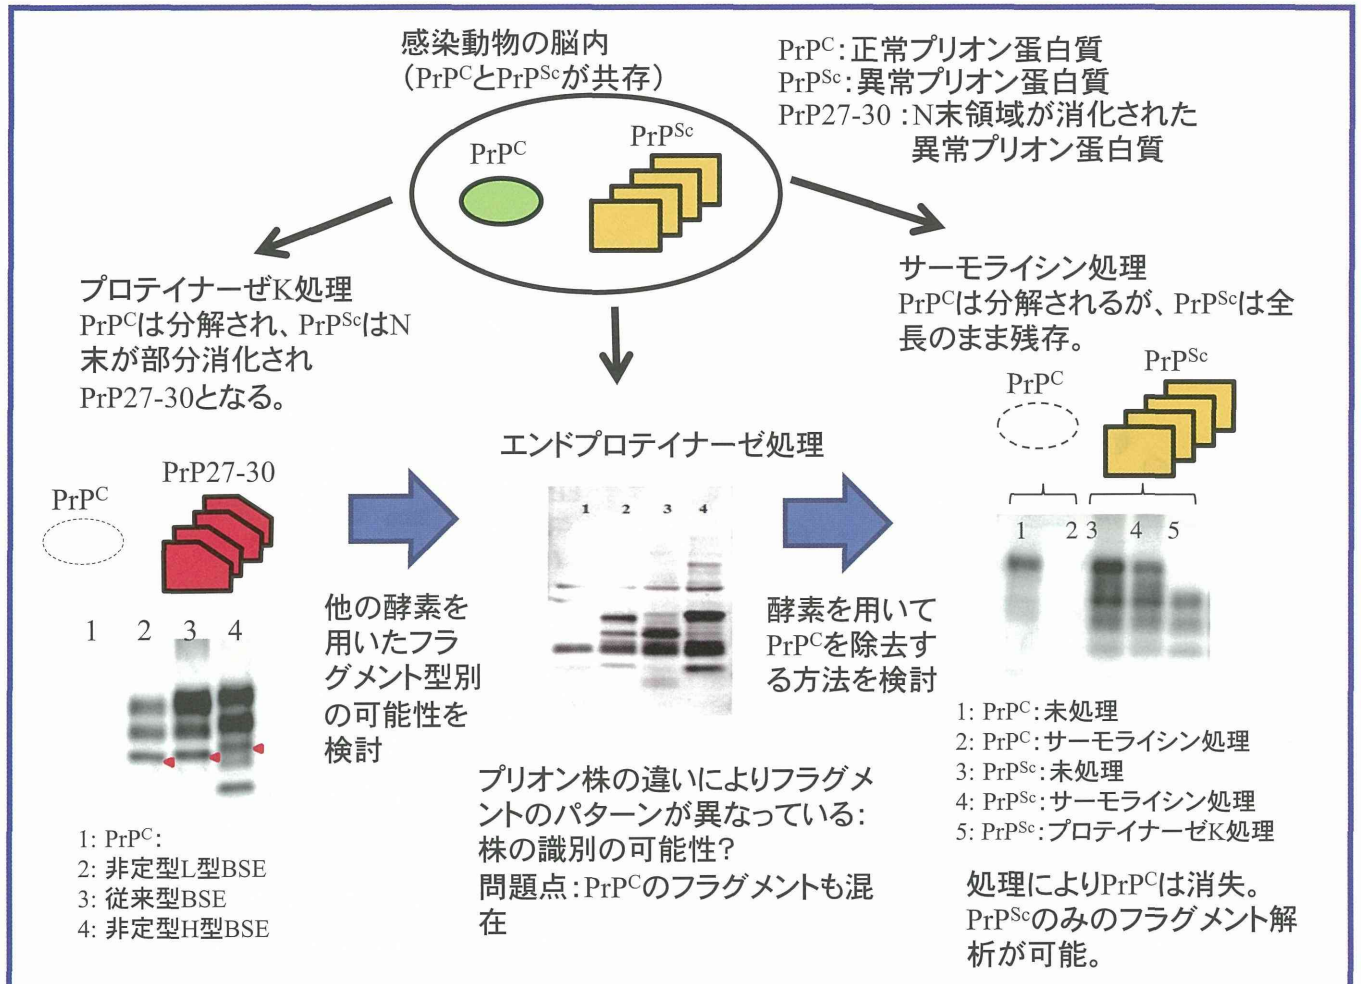 感染動物の脳内
(PrPCとPrPScが共存)
PrPC:正常プリオン蛋白質
PrPSc:異常プリオン蛋白質
PrP27-30:N末領域が消化された
異常プリオン蛋白質
PrPC
PrPSc
プロテイナーゼK処理
PrPCは分解され、PrPScはN
末が部分消化され
PrP27-30となる。
PrPC
PrP27-30
1 2 3 4
1: PrPC:
2: 非定型L型BSE
3: 従来型BSE
4: 非定型H型BSE
他の酵素を
用いたフラ
グメント型別
の可能性を
検討
エンドプロテイナーゼ処理
1 2 3 4
プリオン株の違いによりフラグメ
ントのパターンが異なっている:
株の識別の可能性?
問題点:PrPCのフラグメントも混
在
酵素を用いて
PrPCを除去す
る方法を検討
サーモライシン処理
PrPCは分解されるが、PrPScは全
長のまま残存。
PrPC
PrPSc
1 2 3 4 5
1: PrPC:未処理
2: PrPC:サーモライシン処理
3: PrPSc:未処理
4: PrPSc:サーモライシン処理
5: PrPSc:プロテイナーゼK処理
処理によりPrPCは消失。
PrPScのみのフラグメント解
析が可能。